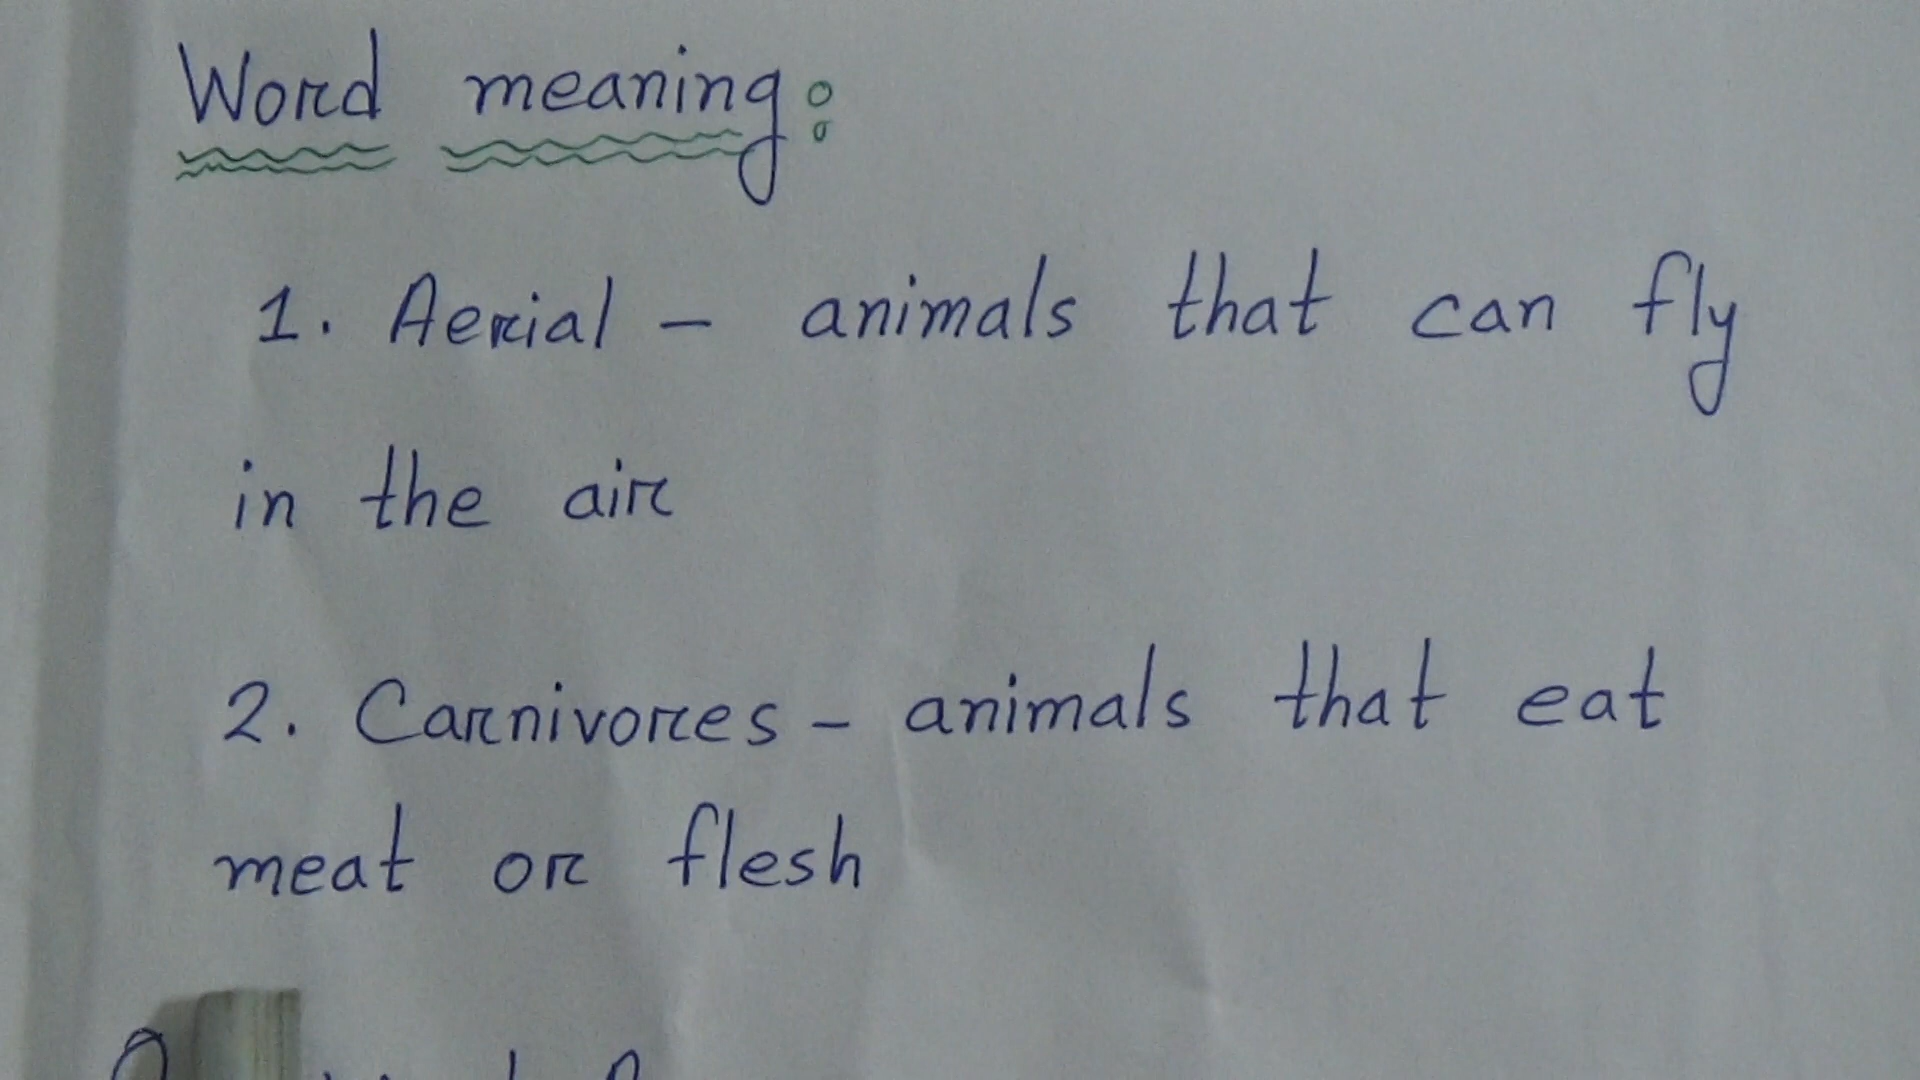 Word meaning:
1. Aerial - animals that can fly
in the air
2. Carnivores - animals that eat
meat or flesh